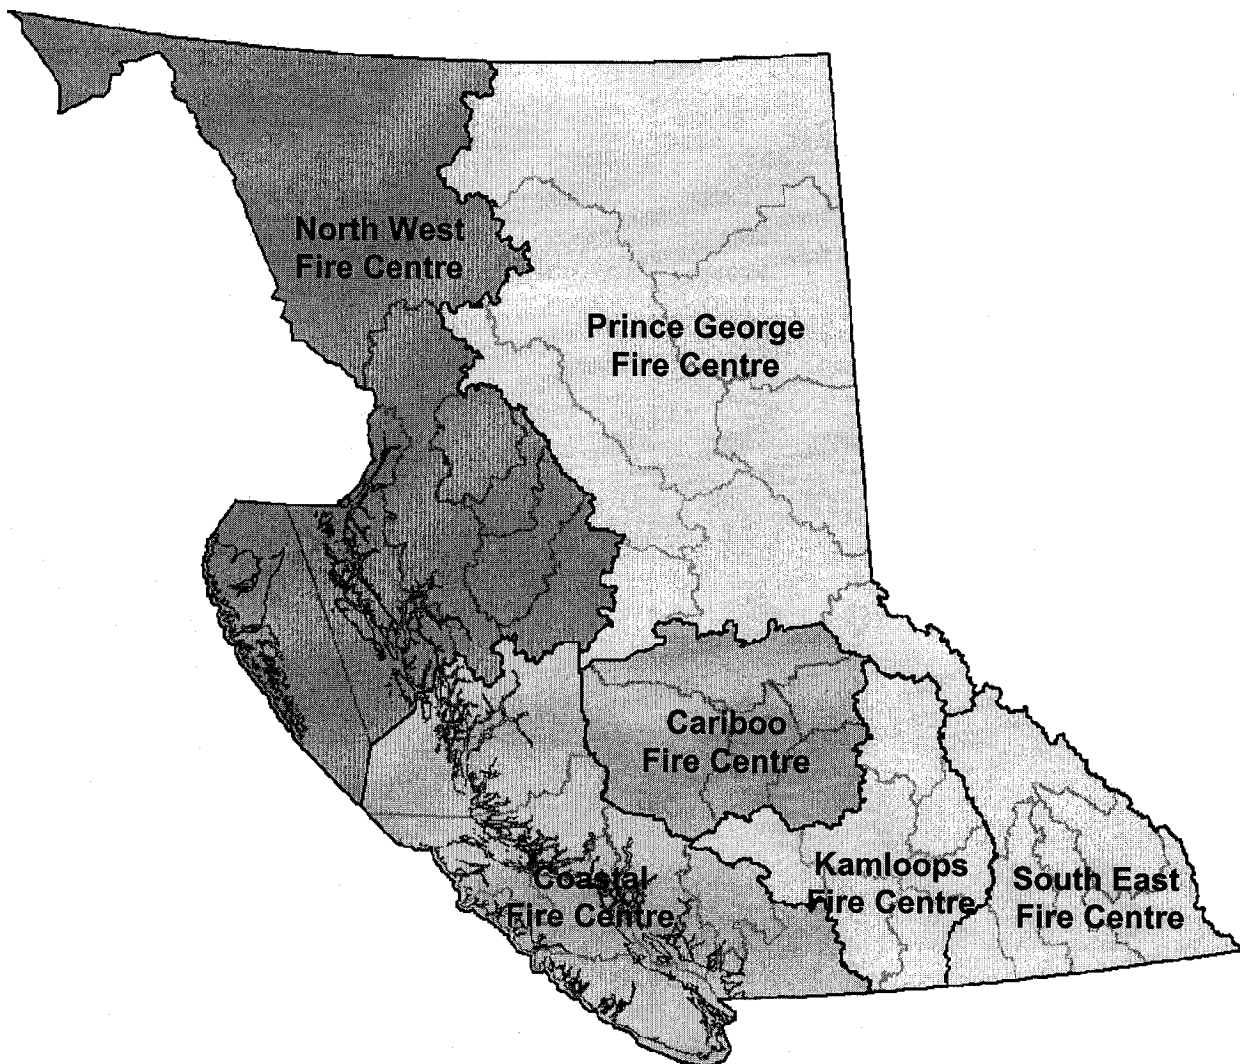 North West
Fire Centre
Prince George
Fire Centre
Cariboo
Fire Centre
Coastal
Fire Centre
Kamloops
Fire Centre
South East
Fire Centre